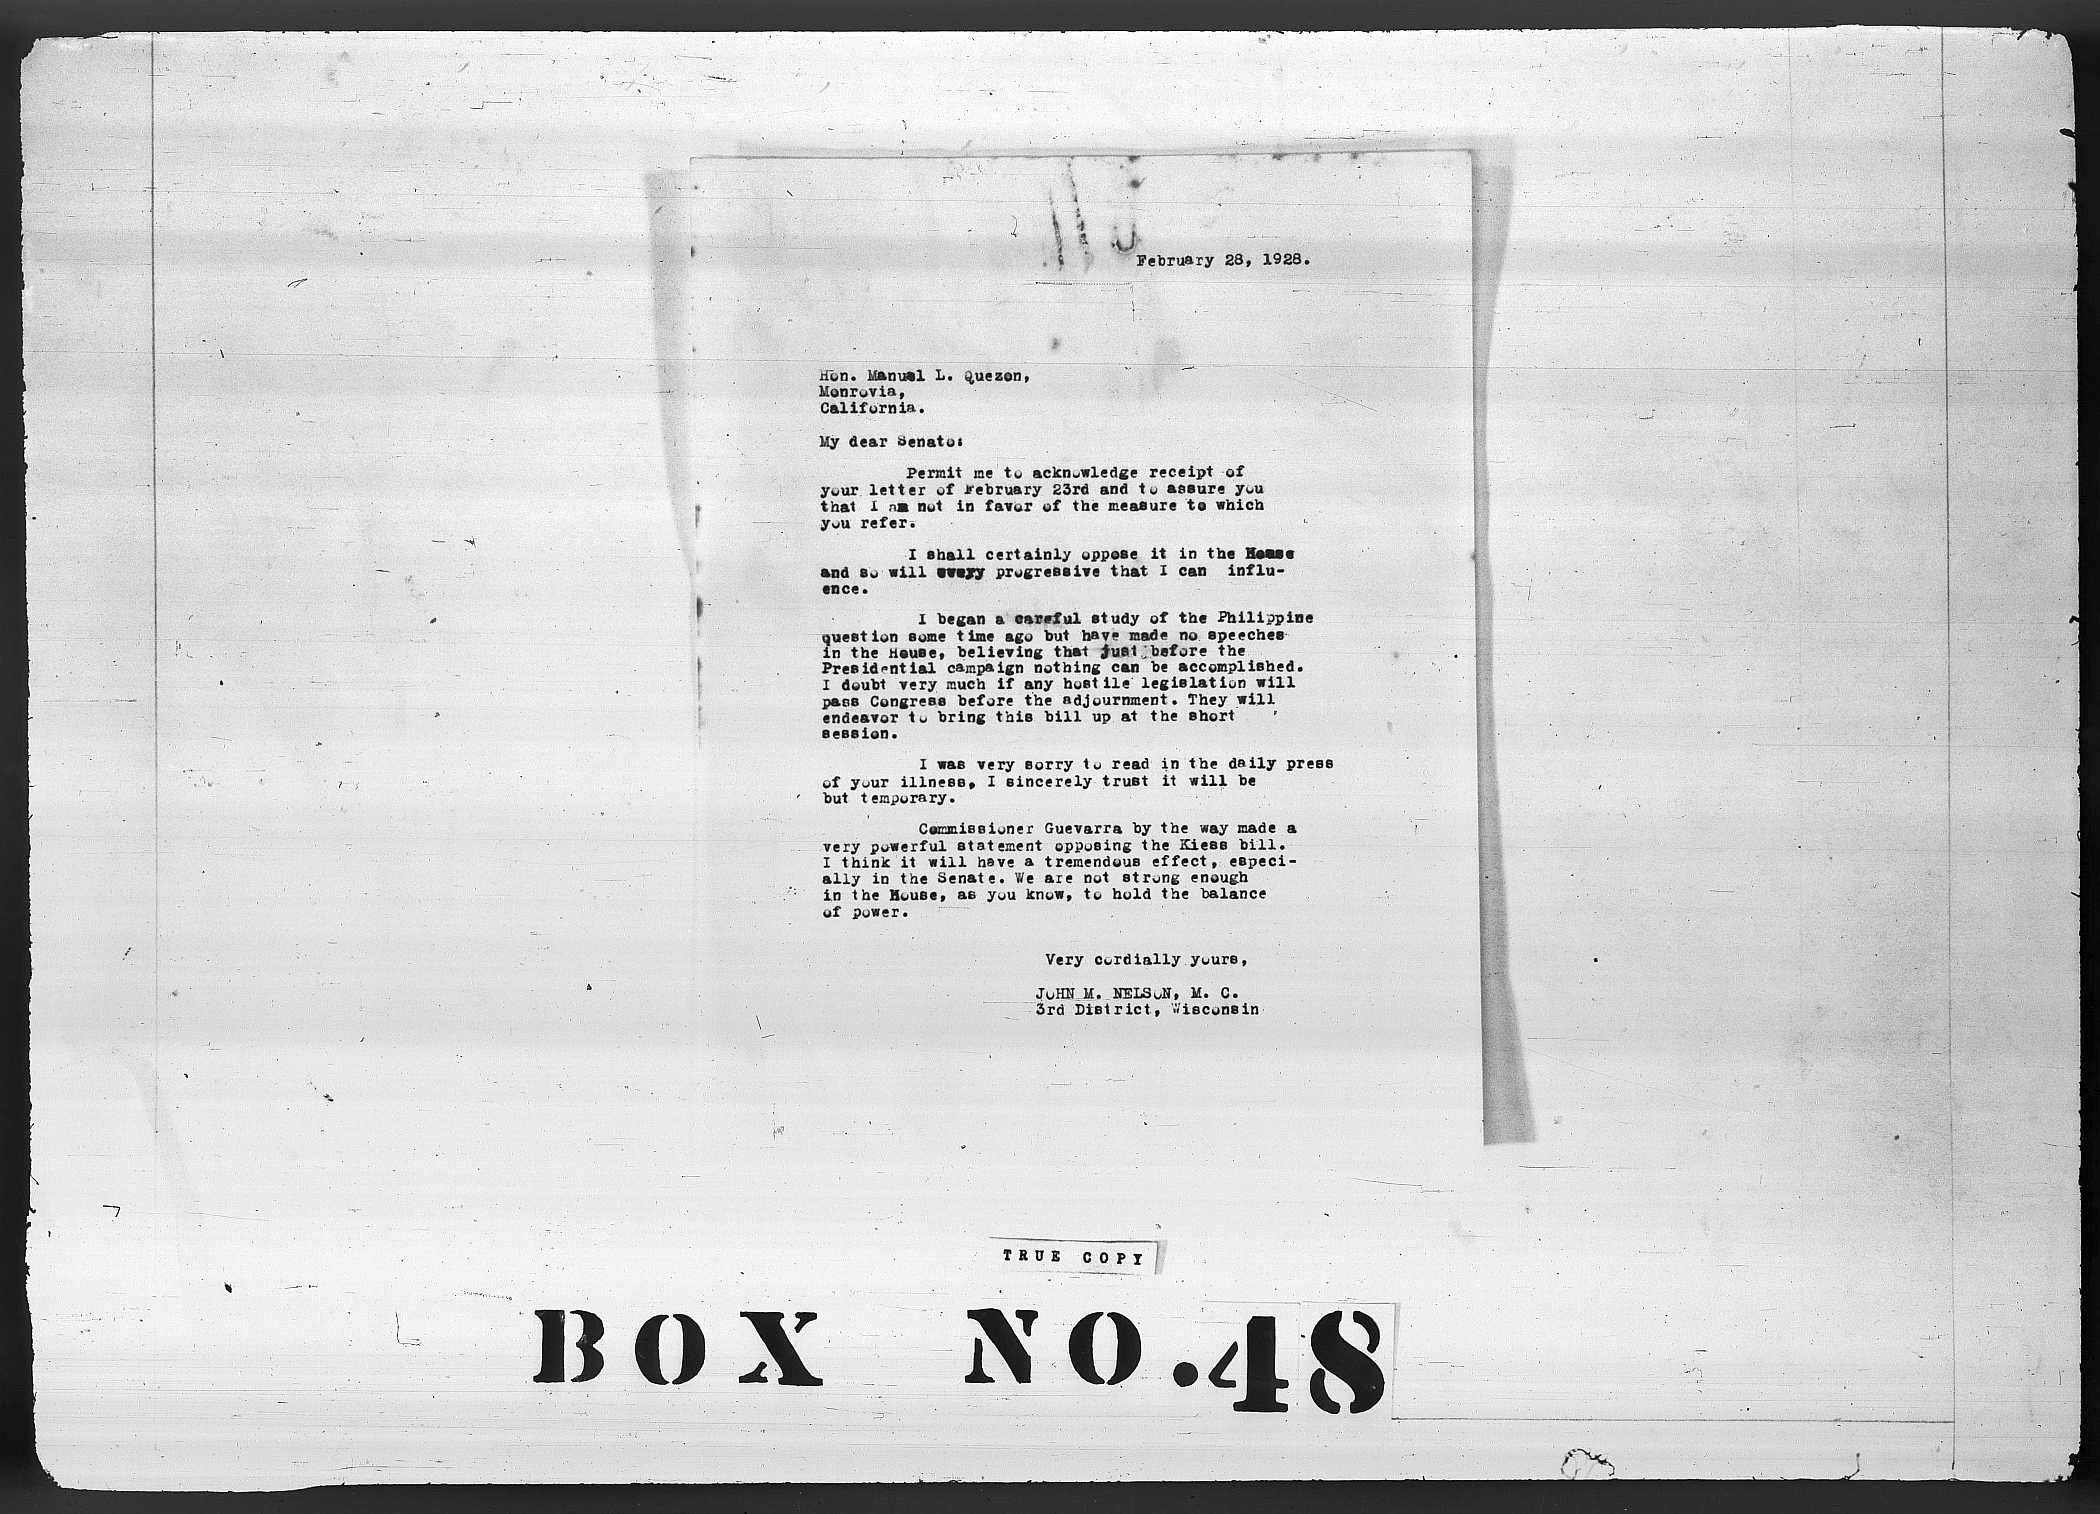 February 28, 1928.
Hon. Manuel L. Quezon,
Monrovia,
California.
My dear Senato:
Permit me to acknowledge receipt of
your letter of February 23rd and to assure you
that I am not in favor of the measure to which
you refer.
I shall certainly oppose it in the House
and so will every progressive that I can influ-
ence.
I began a careful study of the Philippine
question some time ago but have made no speeches
in the House, believing that just before the
Presidential campaign nothing can be accomplished.
I doubt very much if any hostile legislation will
pass Congress before the adjournment. They will
endeavor to bring this bill up at the short
session.
I was very sorry to read in the daily press
of your illness, I sincerely trust it will be
but temporary.
Commissioner Guevarra by the way made a
very powerful statement opposing the Kiess bill.
I think it will have a tremendous effect, especi-
ally in the Senate. We are not strong enough
in the House, as you know, to hold the balance
of power.
Very cordially yours,
JOHN M. NELSON, M. C.
3rd District, Wisconsin
TRUE COPY
BOX NO. 48